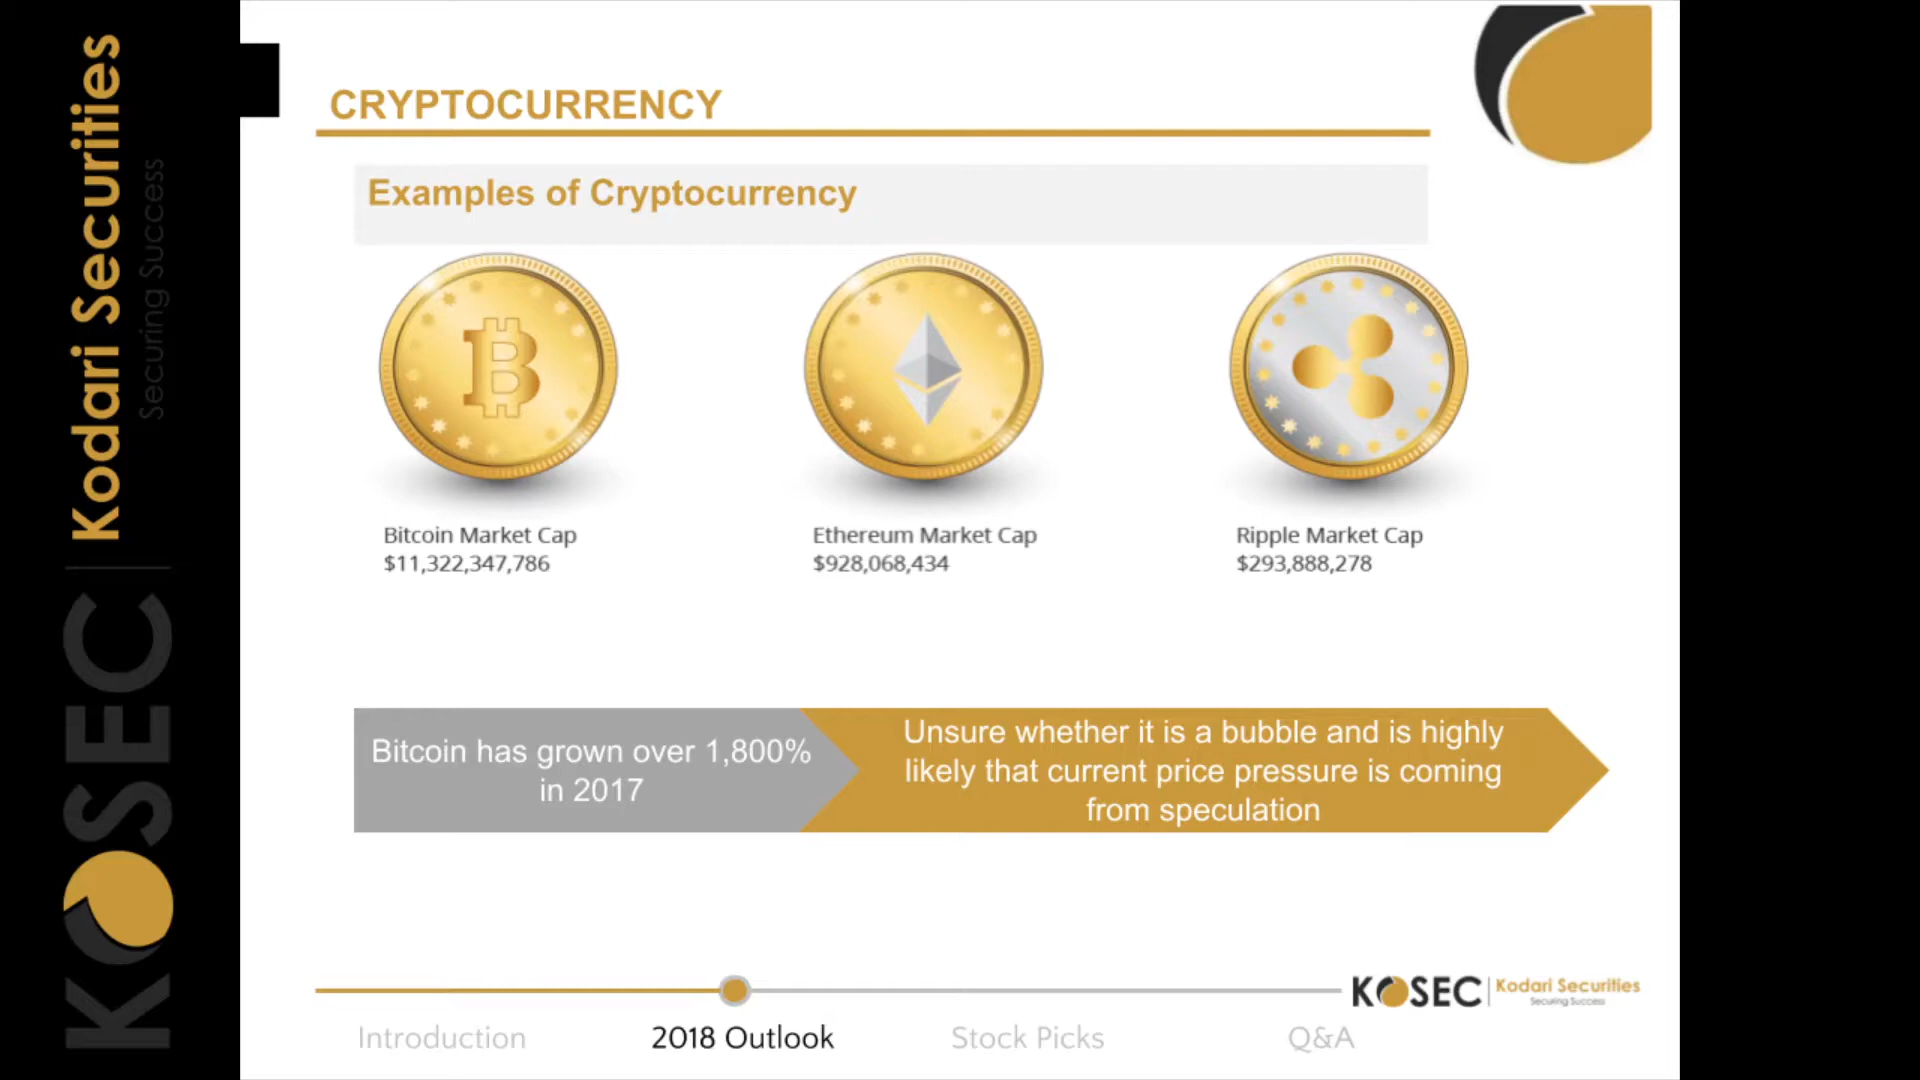 KOSEC | Kodari Securities
Securing Success
CRYPTOCURRENCY
Examples of Cryptocurrency
Bitcoin Market Cap
$11,322,347,786
Ethereum Market Cap
$928,068,434
Ripple Market Cap
$293,888,278
Bitcoin has grown over 1,800%
in 2017
Unsure whether it is a bubble and is highly
likely that current price pressure is coming
from speculation
KOSEC | Kodari Securities
Securing Success
Introduction
2018 Outlook
Stock Picks
Q&A